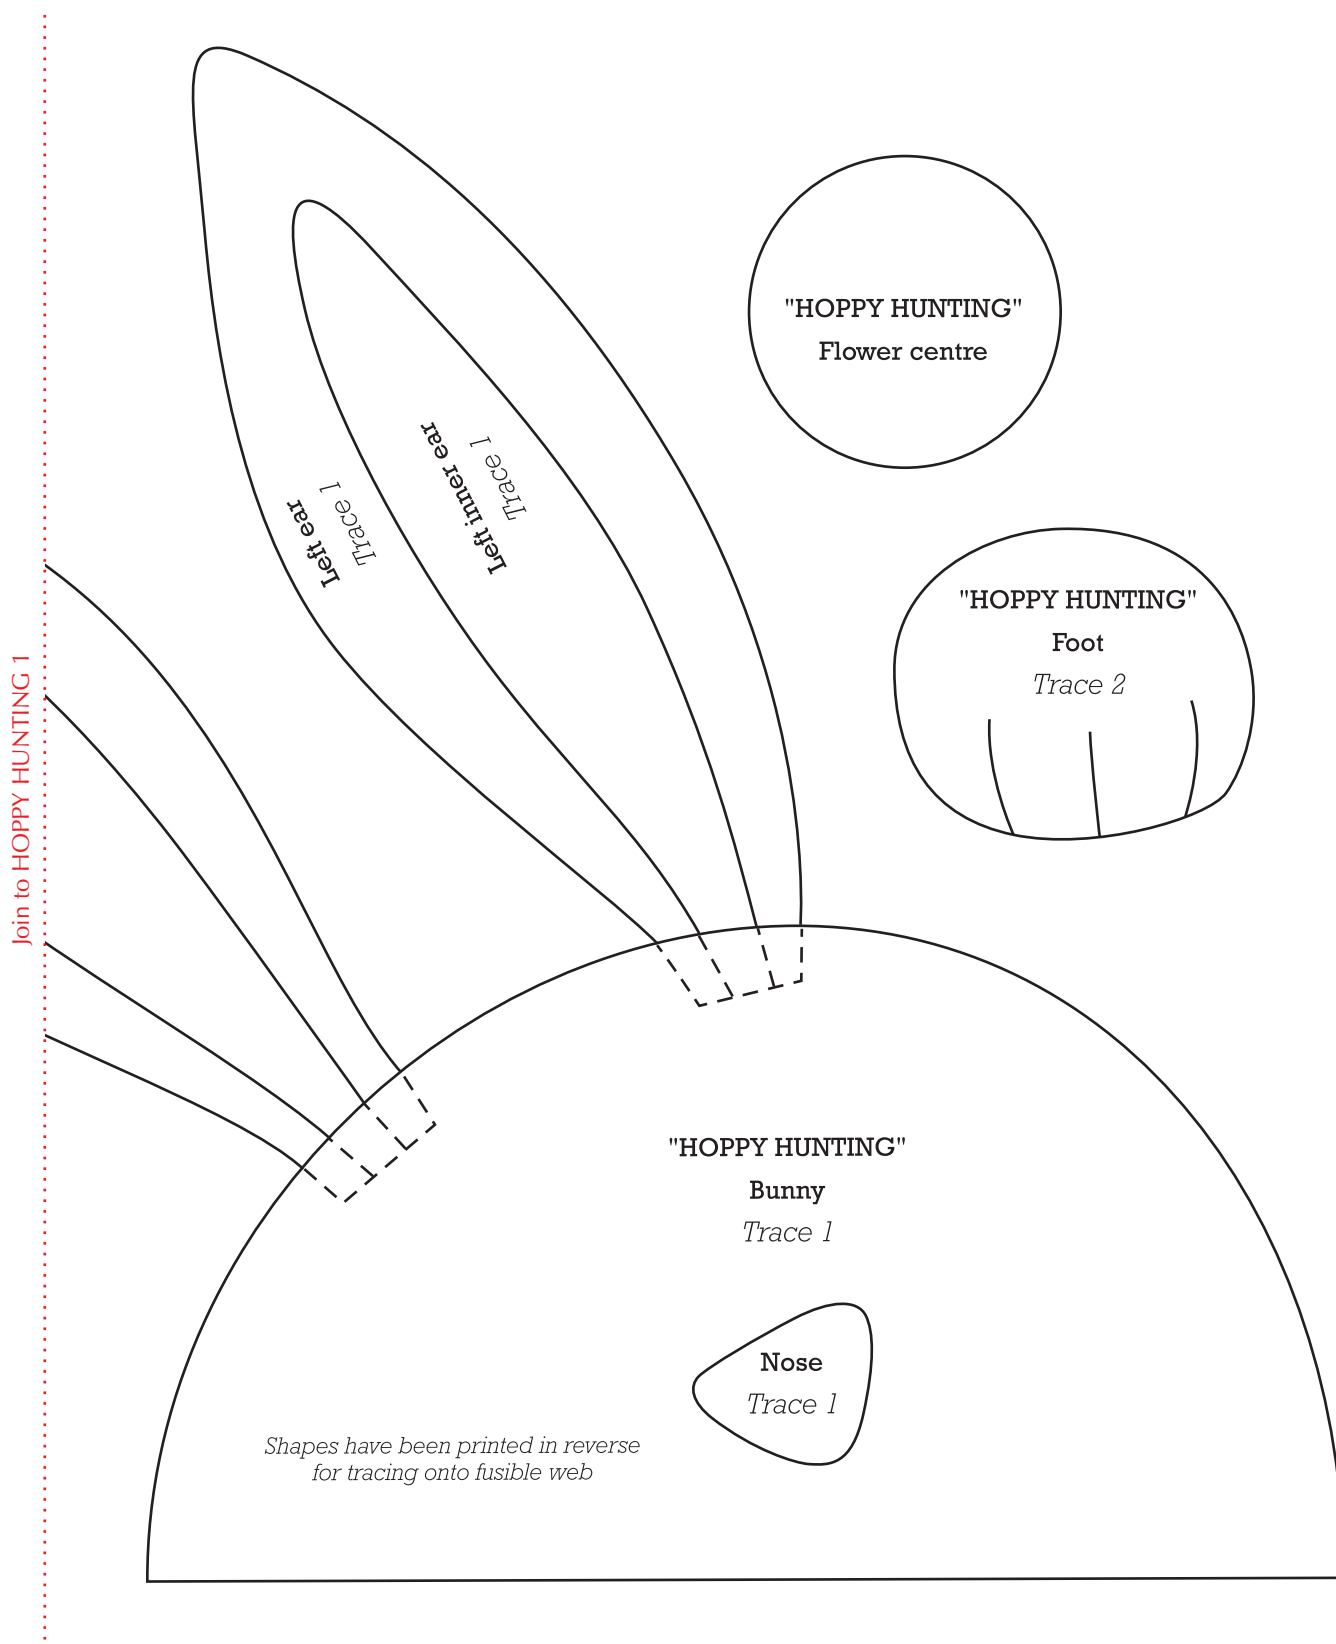 Join to HOPPY HUNTING 1
"HOPPY HUNTING"
Flower centre
Left ear
Trace 1
Left inner ear
Trace 1
"HOPPY HUNTING"
Foot
Trace 2
"HOPPY HUNTING"
Bunny
Trace 1
Nose
Trace 1
Shapes have been printed in reverse
for tracing onto fusible web